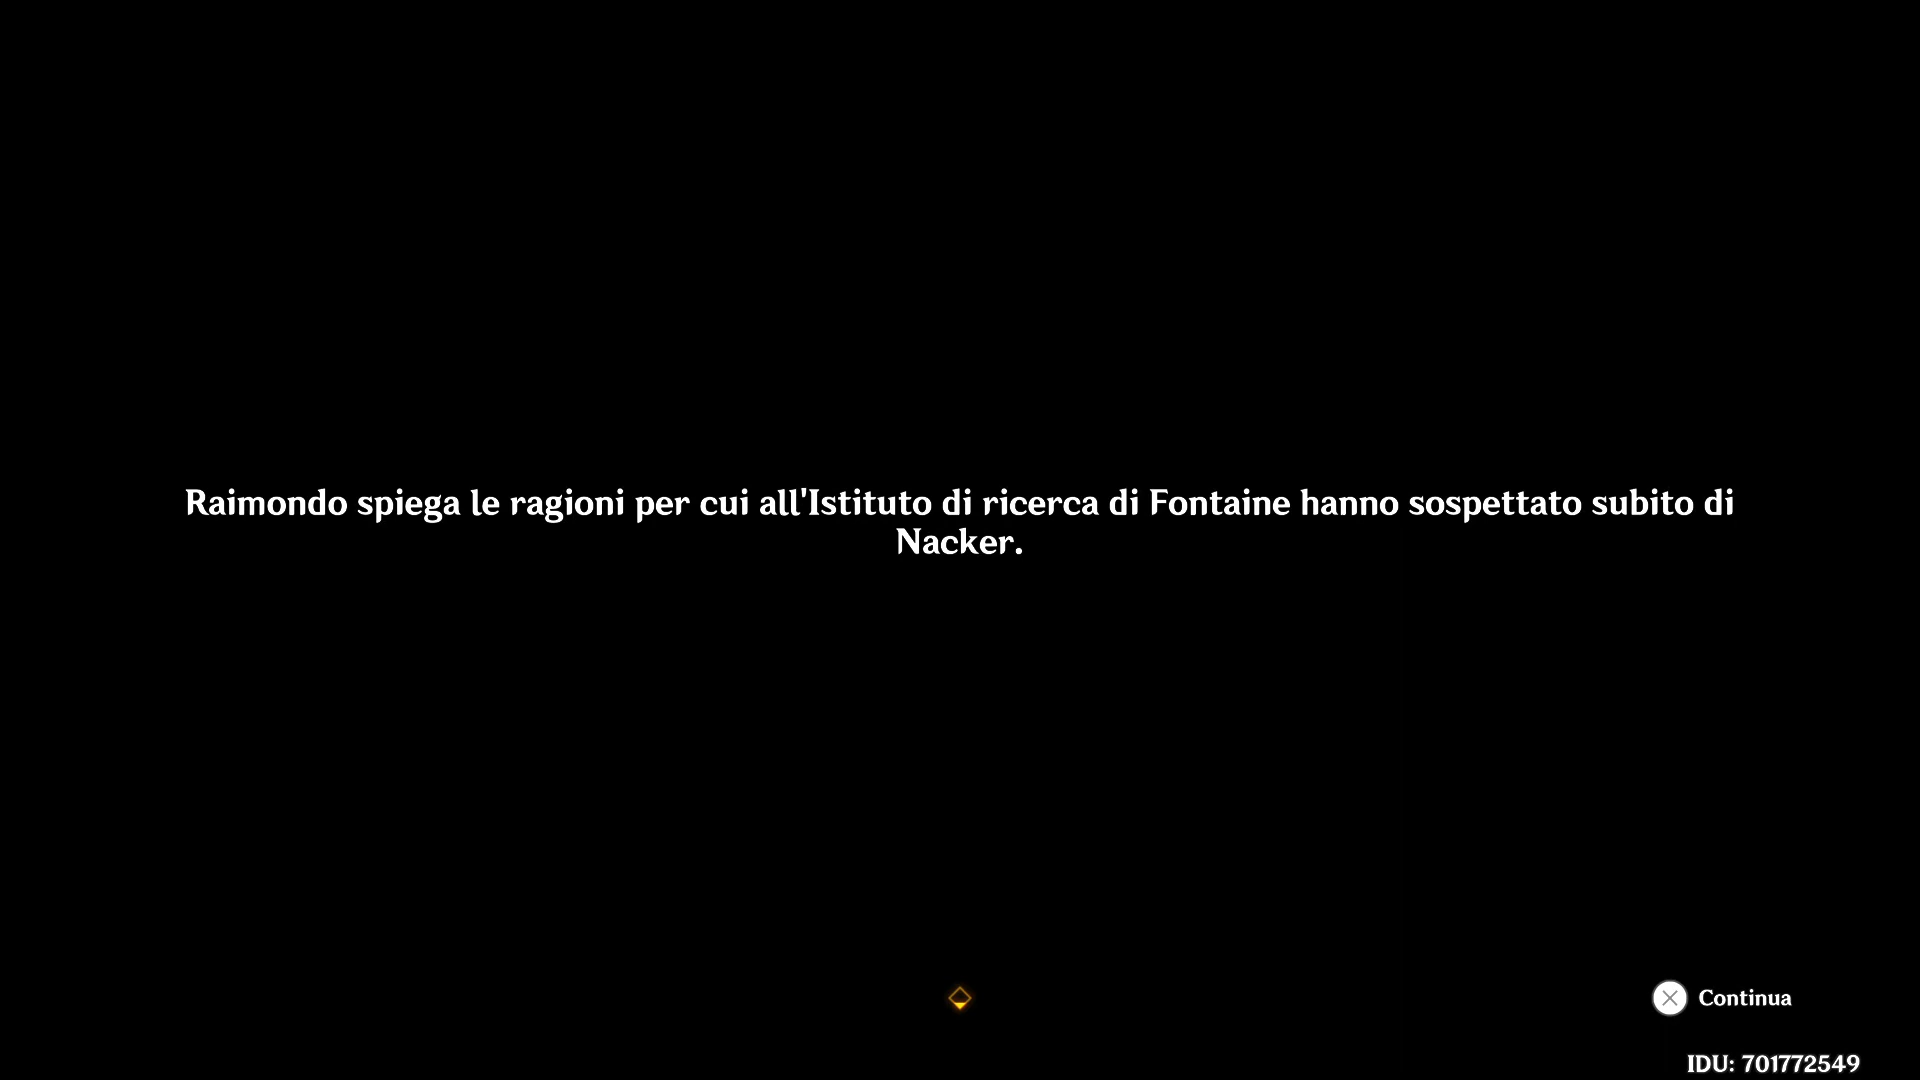 Raimondo spiega le ragioni per cui all'Istituto di ricerca di Fontaine hanno sospettato subito di
Nacker.
Continua
IDU: 701772549